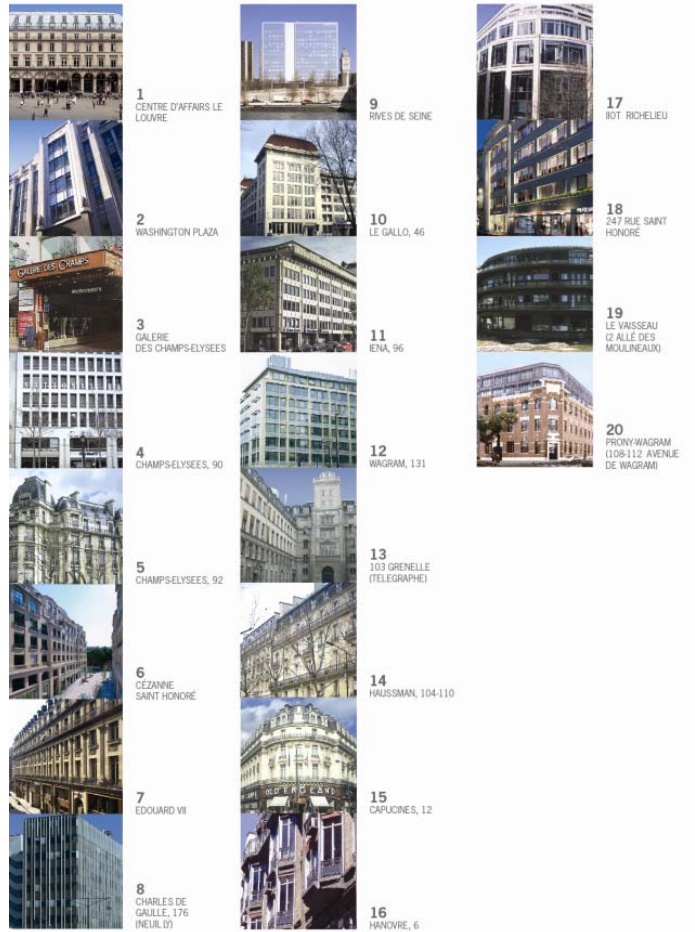 1
CENTRE D'AFFAIRS LE
LOUVRE
2
WASHINGTON PLAZA
GALERIE DES CHAMPS
3
GALERIE
DES CHAMPS-ELYSEES
4
CHAMPS-ELYSEES, 90
5
CHAMPS-ELYSEES, 92
6
CÉZANNE
SAINT HONORÉ
7
EDOUARD VII
8
CHARLES DE
GAULLE, 176
(NEUIL LY)
9
RIVES DE SEINE
10
LE GALLO, 46
11
IENA, 96
12
WAGRAM, 131
13
103 GRENELLE
(TELEGRAPHE)
14
HAUSSMAN, 104-110
OLD ENGLAND
15
CAPUCINES, 12
16
HANOVRE, 6
17
IIOT RICHELIEU
18
247 RUE SAINT
HONORÉ
19
LE VAISSEAU
(2 ALLÉ DES
MOULINEAUX)
20
PRONY-WAGRAM
(108-112 AVENUE
DE WAGRAM)